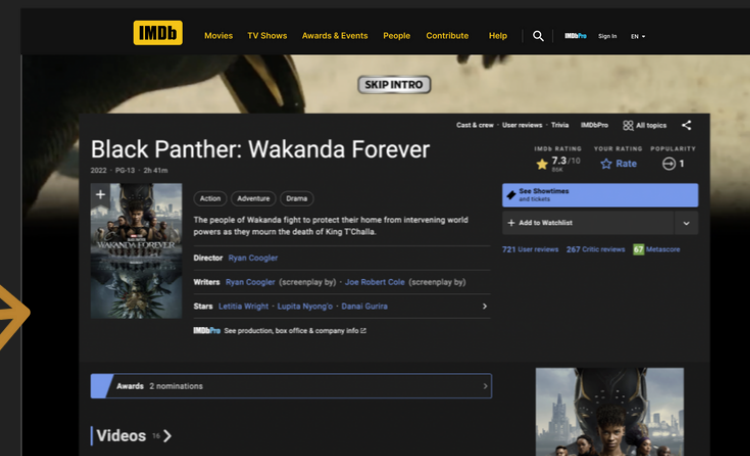 IMDb Movies TV Shows Awards & Events People Contribute Help IMDbPro Sign In EN
SKIP INTRO
Cast & crew · User reviews · Trivia IMDbPro All topics
Black Panther: Wakanda Forever
2022 · PG-13 · 2h 41m
IMDb RATING YOUR RATING POPULARITY
7.3/10 Rate 1
Action Adventure Drama
See Showtimes
and tickets
The people of Wakanda fight to protect their home from intervening world
powers as they mourn the death of King T'Challa.
+ Add to Watchlist
WAKANDA FOREVER
721 User reviews 267 Critic reviews 67 Metascore
Director Ryan Coogler
Writers Ryan Coogler (screenplay by) · Joe Robert Cole (screenplay by)
Stars Letitia Wright · Lupita Nyong'o · Danai Gurira
IMDbPro See production, box office & company info
Awards 2 nominations
Videos 16